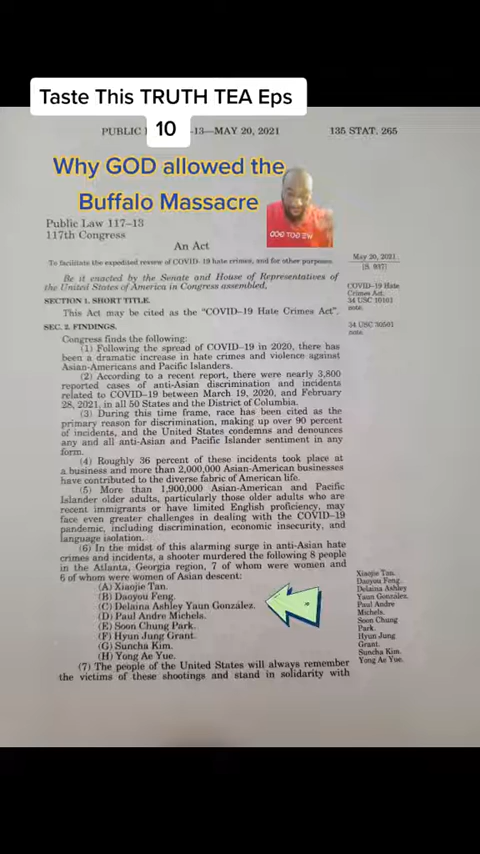 Taste This TRUTH TEA Eps
10
PUBLIC -13—MAY 20, 2021 135 STAT. 265
Why GOD allowed the
Buffalo Massacre
Public Law 117–13
117th Congress
An Act
To facilitate the expedited review of COVID–19 hate crimes, and for other purposes.
May 20, 2021
[S. 937]
Be it enacted by the Senate and House of Representatives of
the United States of America in Congress assembled,
COVID–19 Hate
Crimes Act.
34 USC 10101
note.
SECTION 1. SHORT TITLE.
This Act may be cited as the “COVID–19 Hate Crimes Act”.
SEC. 2. FINDINGS.
34 USC 30501
note.
Congress finds the following:
(1) Following the spread of COVID–19 in 2020, there has
been a dramatic increase in hate crimes and violence against
Asian-Americans and Pacific Islanders.
(2) According to a recent report, there were nearly 3,800
reported cases of anti-Asian discrimination and incidents
related to COVID–19 between March 19, 2020, and February
28, 2021, in all 50 States and the District of Columbia.
(3) During this time frame, race has been cited as the
primary reason for discrimination, making up over 90 percent
of incidents, and the United States condemns and denounces
any and all anti-Asian and Pacific Islander sentiment in any
form.
(4) Roughly 36 percent of these incidents took place at
a business and more than 2,000,000 Asian-American businesses
have contributed to the diverse fabric of American life.
(5) More than 1,900,000 Asian-American and Pacific
Islander older adults, particularly those older adults who are
recent immigrants or have limited English proficiency, may
face even greater challenges in dealing with the COVID–19
pandemic, including discrimination, economic insecurity, and
language isolation.
(6) In the midst of this alarming surge in anti-Asian hate
crimes and incidents, a shooter murdered the following 8 people
in the Atlanta, Georgia region, 7 of whom were women and
6 of whom were women of Asian descent:
(A) Xiaojie Tan.
(B) Daoyou Feng.
(C) Delaina Ashley Yaun González.
(D) Paul Andre Michels.
(E) Soon Chung Park.
(F) Hyun Jung Grant.
(G) Suncha Kim.
(H) Yong Ae Yue.
Xiaojie Tan.
Daoyou Feng.
Delaina Ashley
Yaun González.
Paul Andre
Michels.
Soon Chung
Park.
Hyun Jung
Grant.
Suncha Kim.
Yong Ae Yue.
(7) The people of the United States will always remember
the victims of these shootings and stand in solidarity with